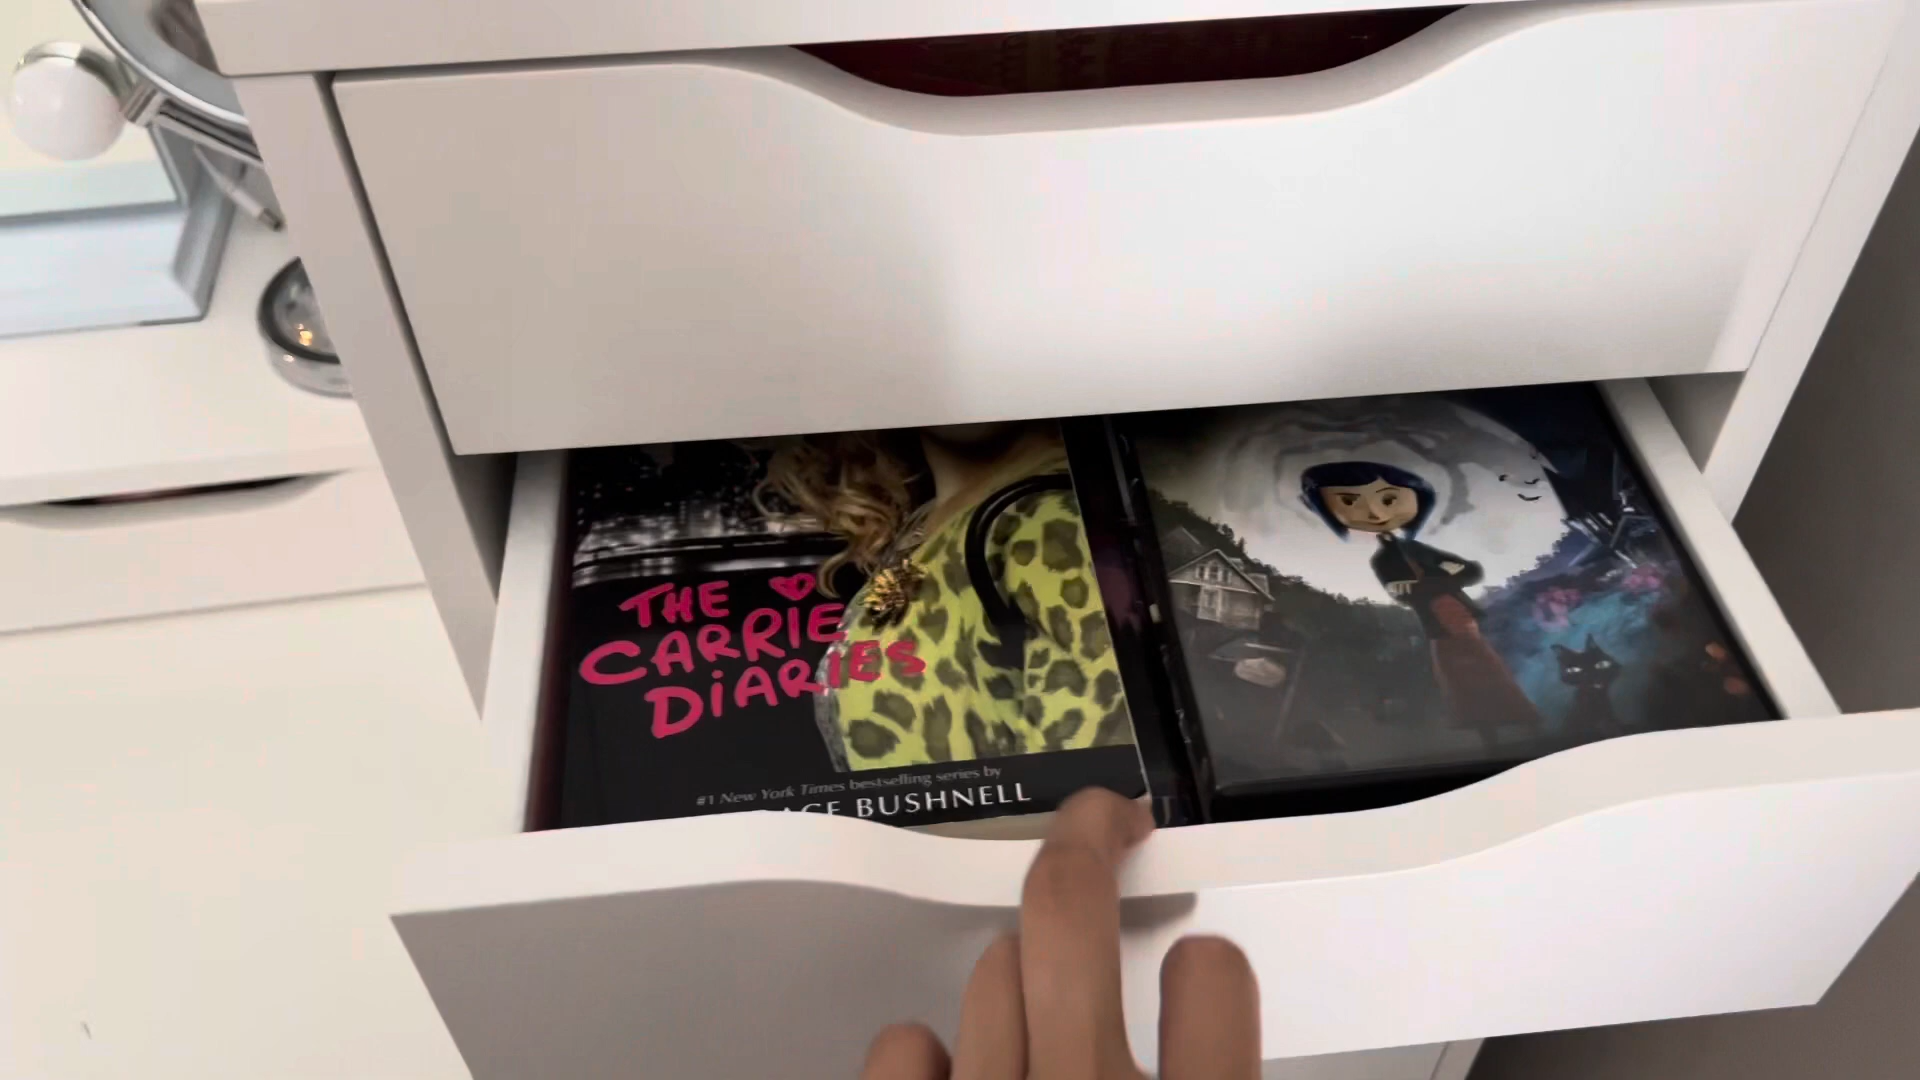 THE
CARRIE
DiARIES
#1 New York Times bestselling series by
BUSHNELL